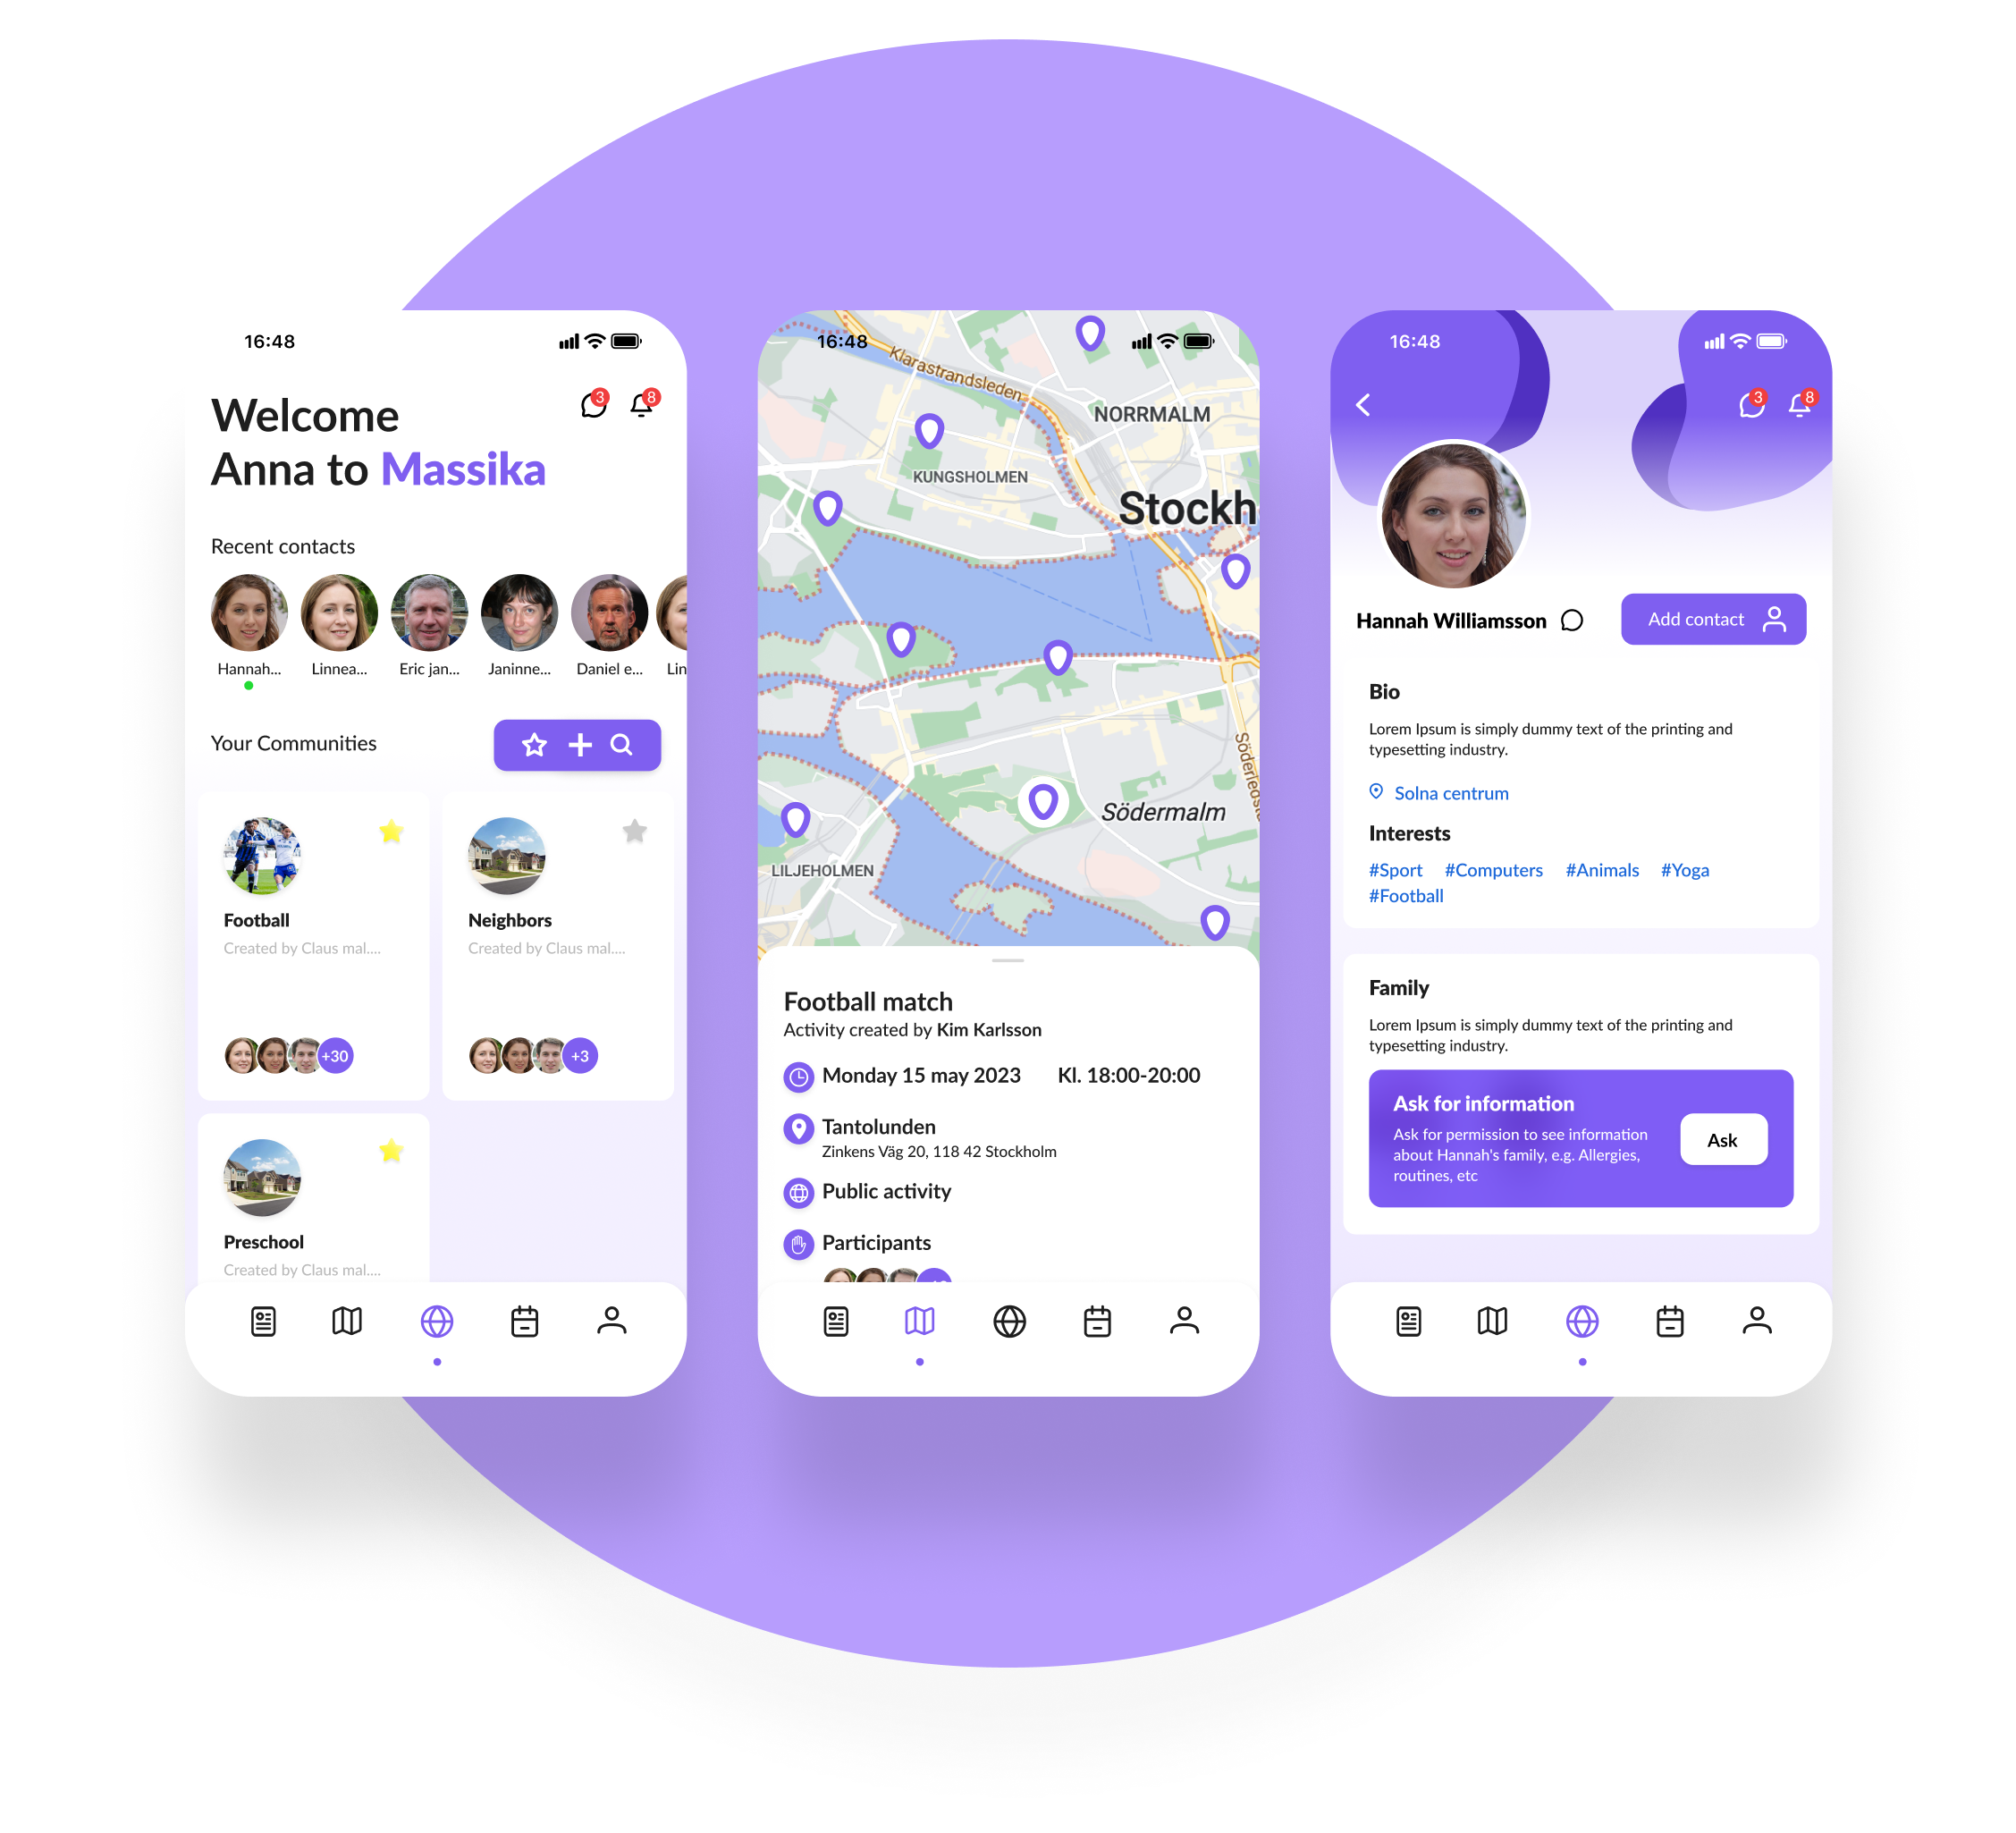 16:48
Welcome
Anna to Massika
3
8
Recent contacts
Hannah...
Linnea...
Eric jan...
Janinne...
Daniel e...
Lin
Your Communities
Football
Created by Claus mal....
+30
Neighbors
Created by Claus mal....
+3
Preschool
Created by Claus mal....
16:48
Klarastrandsleden
NORRMALM
KUNGSHOLMEN
Stockh
Södermalm
LILJEHOLMEN
Football match
Activity created by Kim Karlsson
Monday 15 may 2023 Kl. 18:00-20:00
Tantolunden
Zinkens Väg 20, 118 42 Stockholm
Public activity
Participants
16:48
3
8
Hannah Williamsson
Add contact
Bio
Lorem Ipsum is simply dummy text of the printing and
typesetting industry.
Solna centrum
Interests
#Sport #Computers #Animals #Yoga
#Football
Family
Lorem Ipsum is simply dummy text of the printing and
typesetting industry.
Ask for information
Ask for permission to see information
about Hannah's family, e.g. Allergies,
routines, etc
Ask